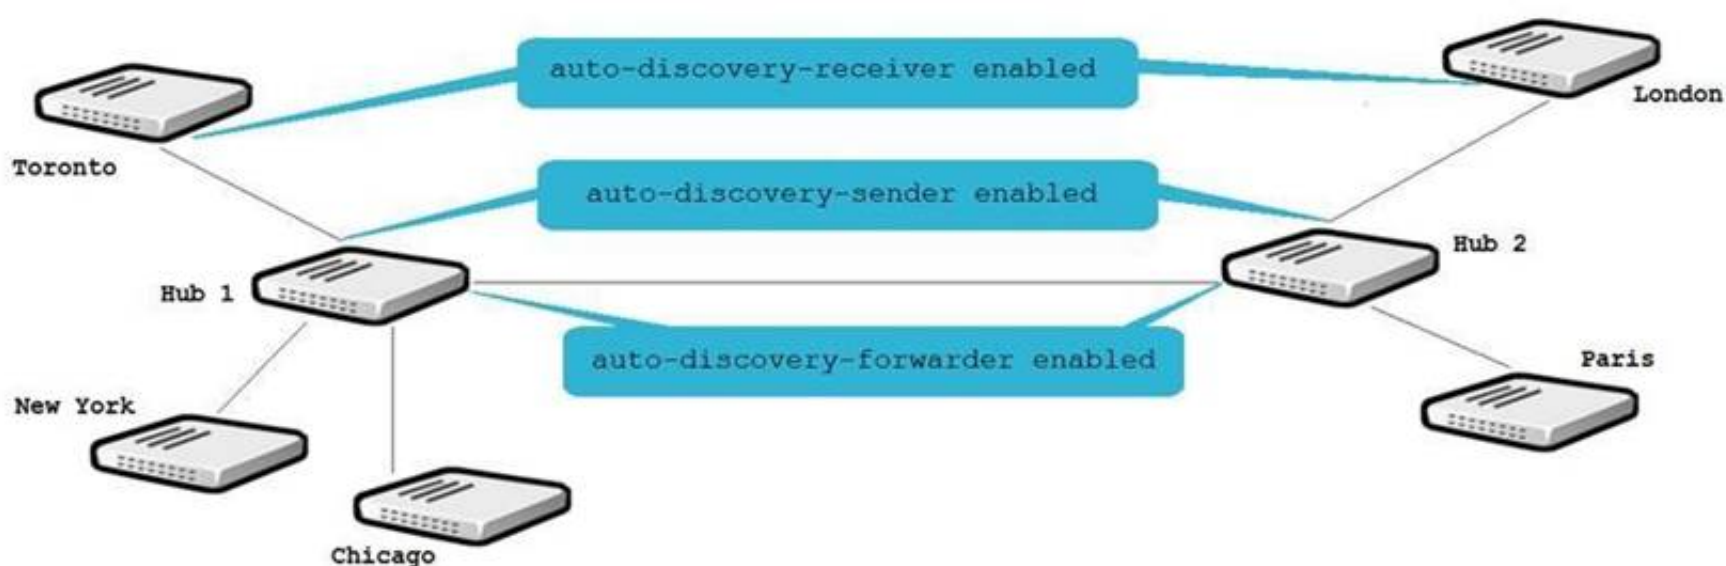 auto-discovery-receiver enabled
London
Toronto
auto-discovery-sender enabled
Hub 2
Hub 1
auto-discovery-forwarder enabled
Paris
New York
Chicago